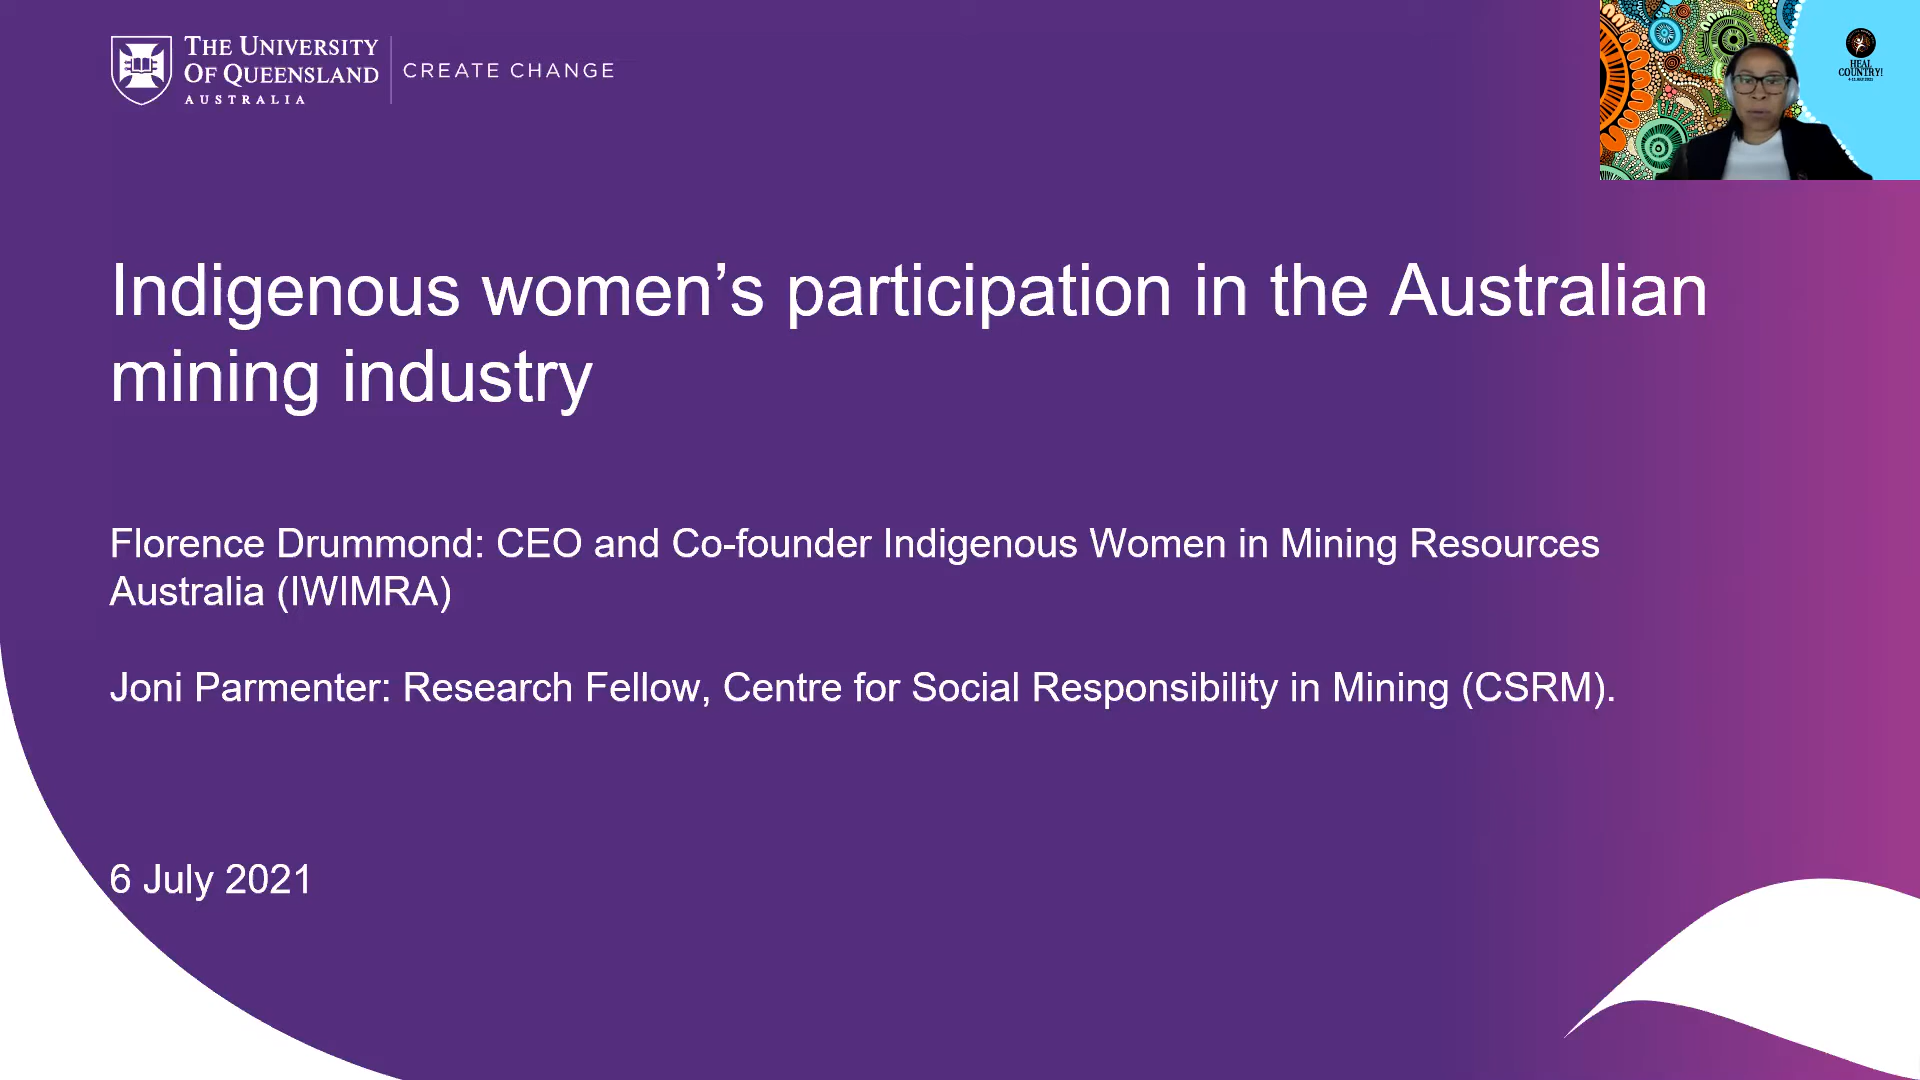 THE UNIVERSITY
OF QUEENSLAND
AUSTRALIA
CREATE CHANGE
HEAL
COUNTRY!
Indigenous women’s participation in the Australian
mining industry
Florence Drummond: CEO and Co-founder Indigenous Women in Mining Resources
Australia (IWIMRA)
Joni Parmenter: Research Fellow, Centre for Social Responsibility in Mining (CSRM).
6 July 2021